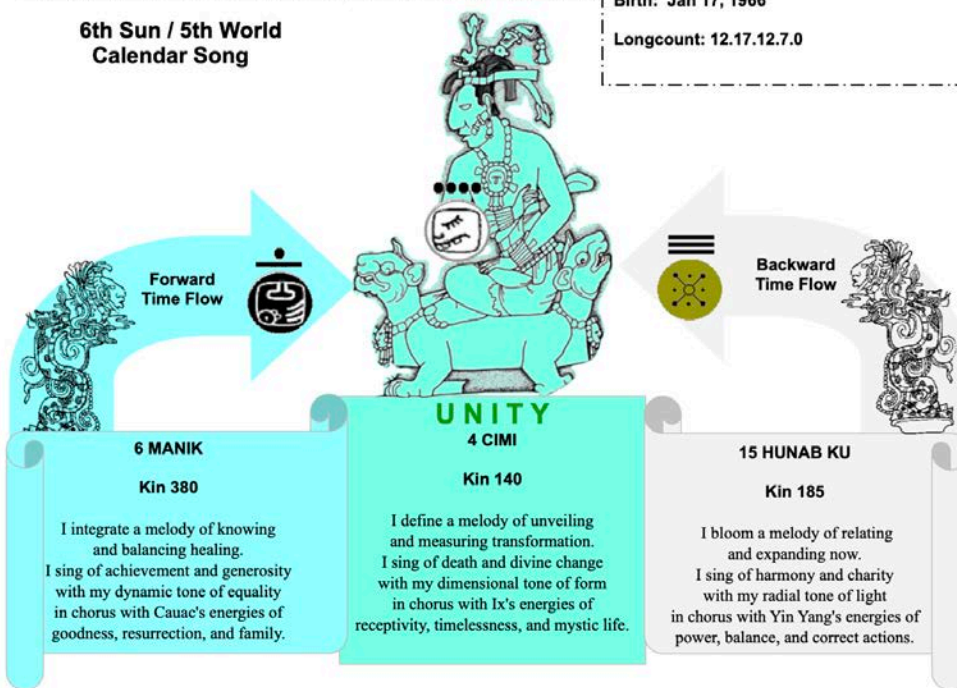 Birth: Jan 17, 1966
6th Sun / 5th World
Calendar Song
Longcount: 12.17.12.7.0
Forward
Time Flow
Backward
Time Flow
UNITY
6 MANIK
Kin 380
I integrate a melody of knowing
and balancing healing.
I sing of achievement and generosity
with my dynamic tone of equality
in chorus with Cauac's energies of
goodness, resurrection, and family.
4 CIMI
Kin 140
I define a melody of unveiling
and measuring transformation.
I sing of death and divine change
with my dimensional tone of form
in chorus with Ix's energies of
receptivity, timelessness, and mystic life.
15 HUNAB KU
Kin 185
I bloom a melody of relating
and expanding now.
I sing of harmony and charity
with my radial tone of light
in chorus with Yin Yang's energies of
power, balance, and correct actions.